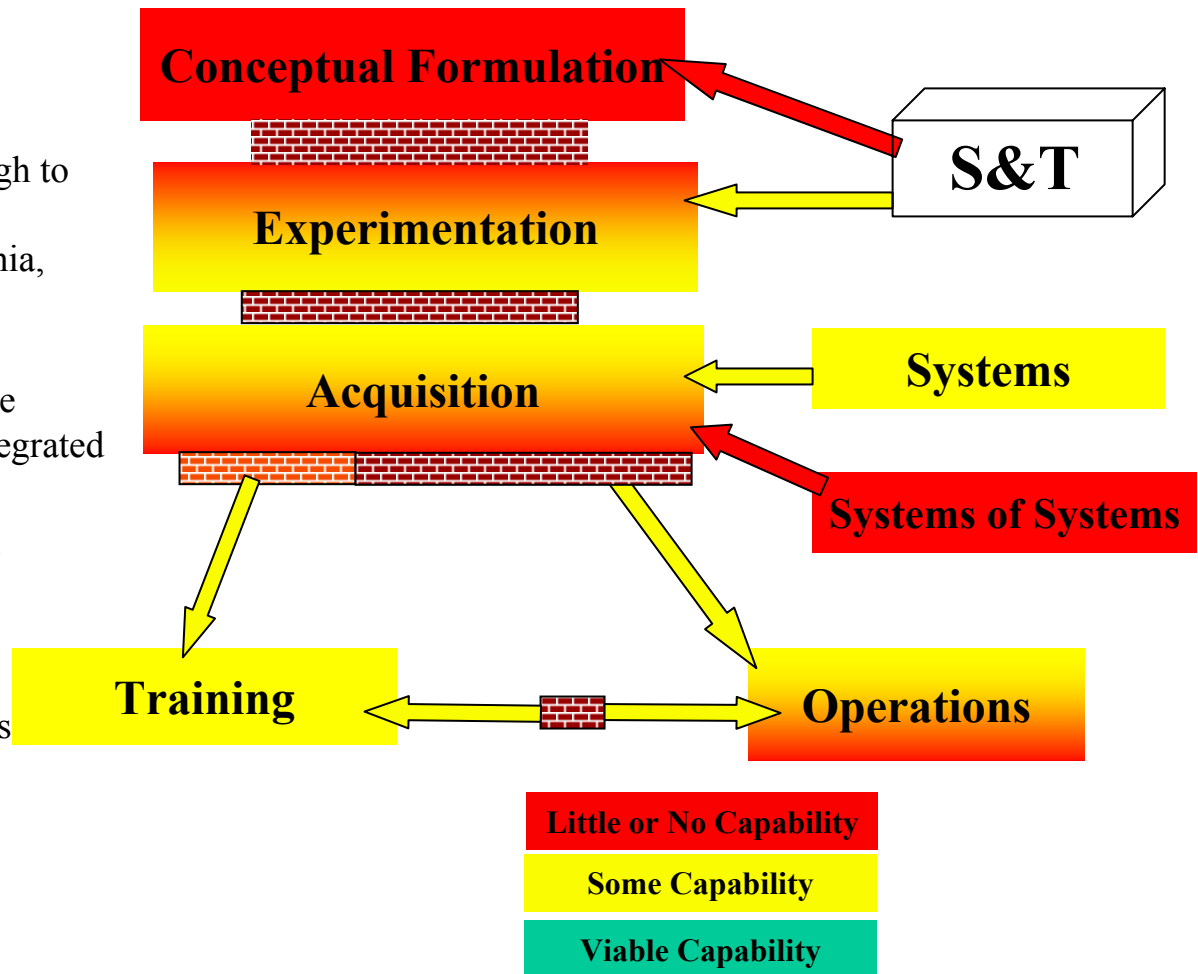 Conceptual Formulation
S&T
gh to
Experimentation
nia,
Systems
Acquisition
e
egrated
Systems of Systems
Training
Operations
s
Little or No Capability
Some Capability
Viable Capability